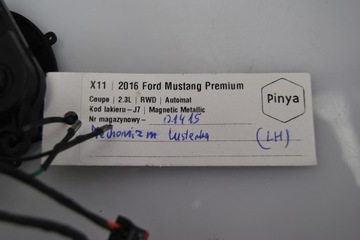 X11 | 2016 Ford Mustang Premium
Coupe | 2.3L | RWD | Automat
Kod lakieru – J7 | Magnetic Metallic
Nr magazynowy – 01415
Mechanizm lusterka (LH)
Pinya